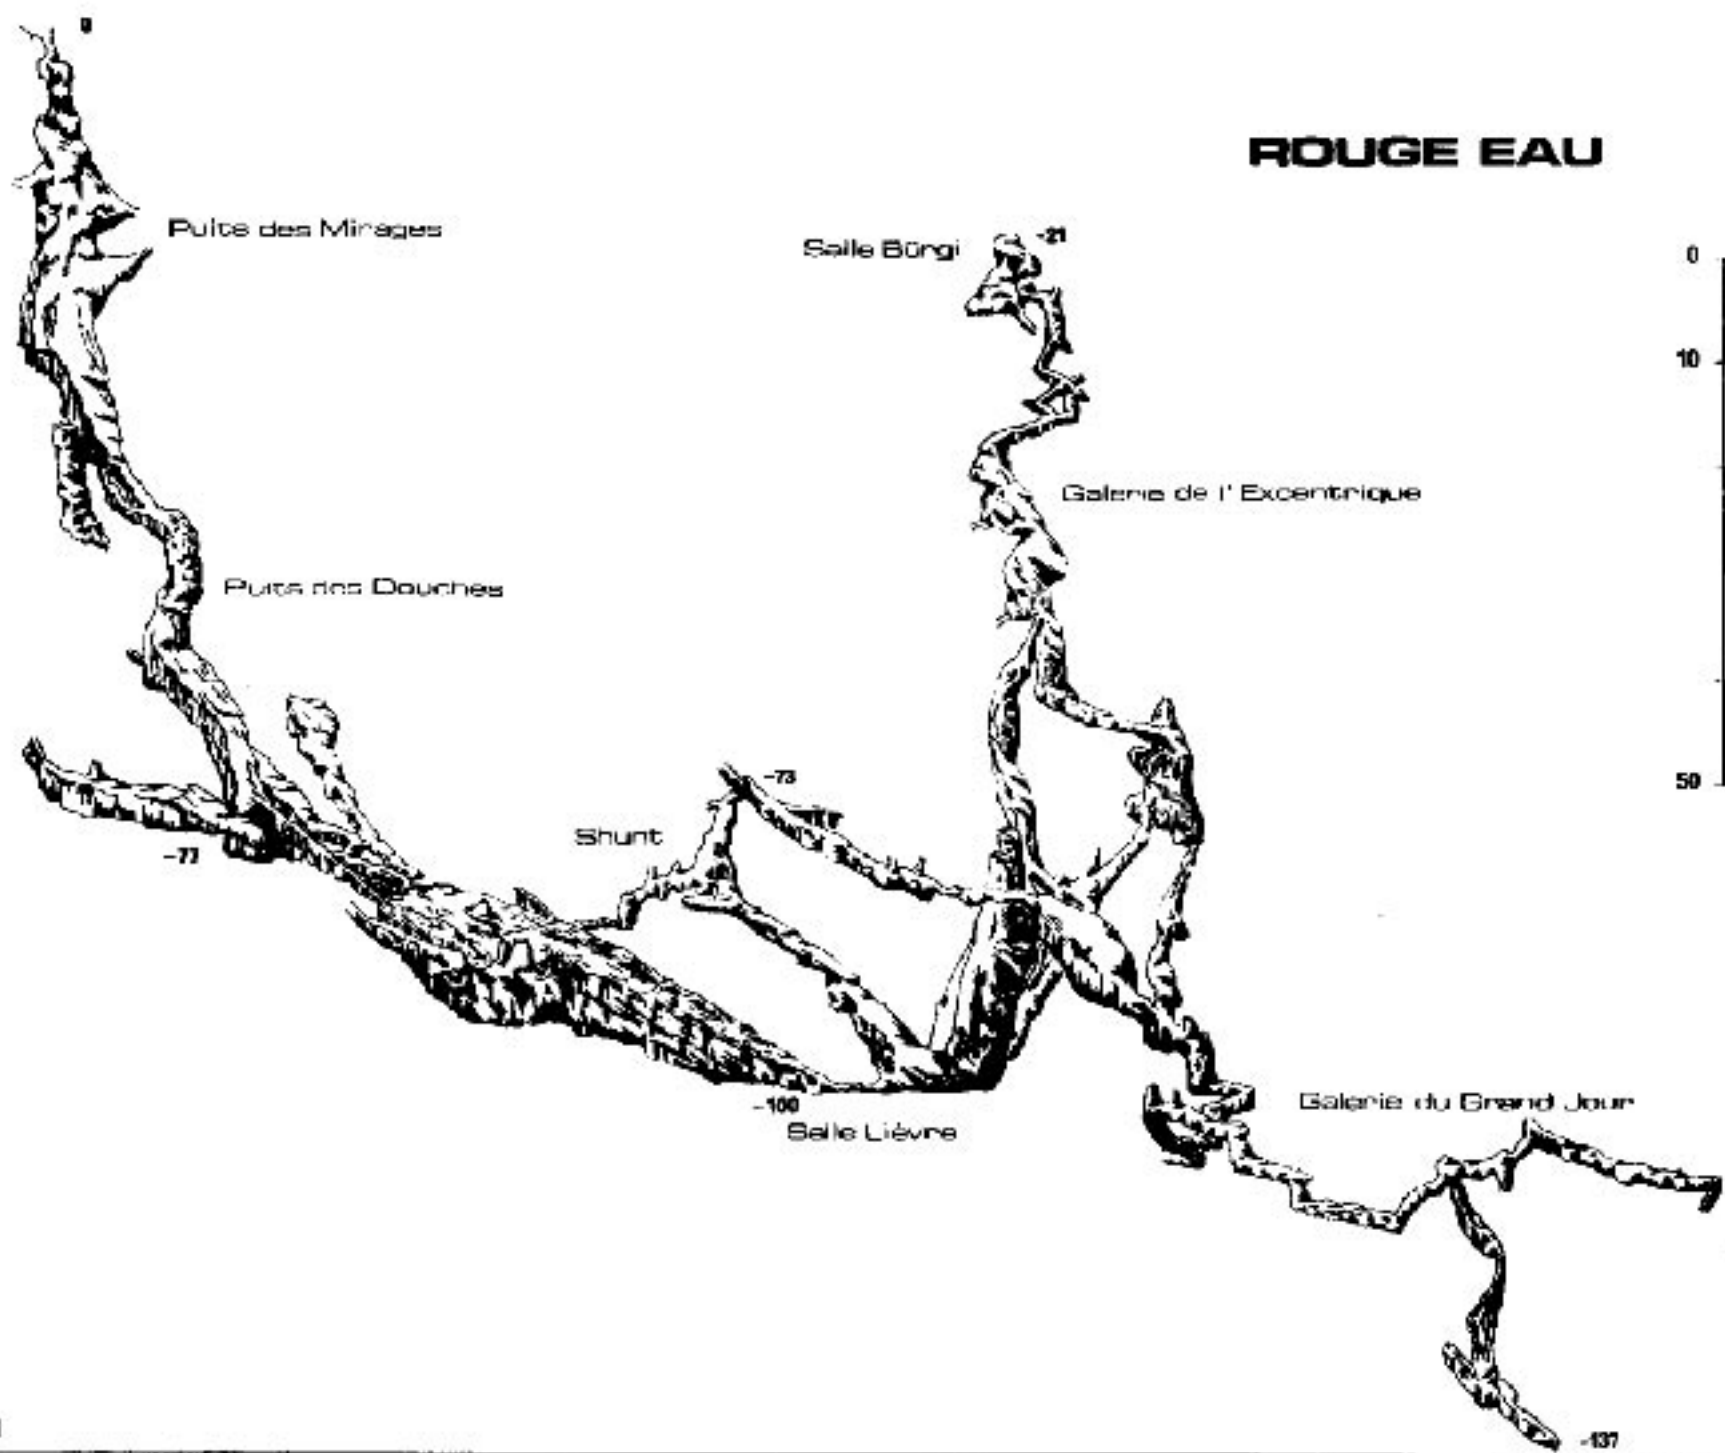 0
ROUGE EAU
Puits des Mirages
Salle Bürgi
-21
0
10
Galerie de l'Excentrique
Puits des Douches
-73
50
Shunt
-77
-100
Galerie du Grand Jour
Salle Lièvre
-137